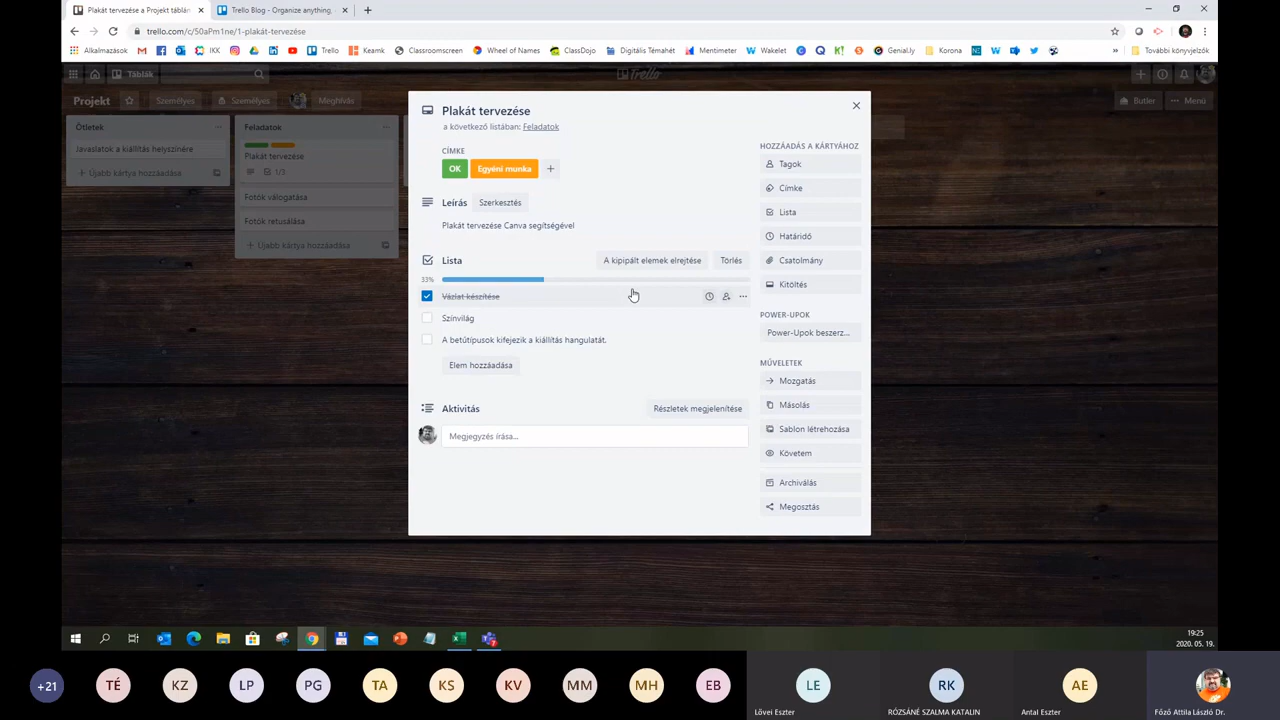 Plakát tervezése a Projekt táblán
Trello Blog - Organize anything,
trello.com/c/50aPm1ne/1-plakát-tervezése
Alkalmazások
IKK
Trello
Keamk
Classroomscreen
Wheel of Names
ClassDojo
Digitális Témahét
Mentimeter
Wakelet
Genial.ly
Korona
További könyvjelzők
Táblák
Trello
Projekt
Személyes
Személyes
Meghívás
Butler
Menü
Ötletek
Javaslatok a kiállítás helyszínére
+ Újabb kártya hozzáadása
Feladatok
Plakát tervezése
1/3
Fotók válogatása
Fotók retusálása
+ Újabb kártya hozzáadása
Plakát tervezése
a következő listában: Feladatok
CÍMKE
OK
Egyéni munka
Leírás
Szerkesztés
Plakát tervezése Canva segítségével
Lista
A kipipált elemek elrejtése
Törlés
33%
Vázlat készítése
Színvilág
A betűtípusok kifejezik a kiállítás hangulatát.
Elem hozzáadása
Aktivitás
Részletek megjelenítése
Megjegyzés írása...
HOZZÁADÁS A KÁRTYÁHOZ
Tagok
Címke
Lista
Határidő
Csatolmány
Kitöltés
POWER-UPOK
Power-Upok beszerz...
MŰVELETEK
Mozgatás
Másolás
Sablon létrehozása
Követem
Archiválás
Megosztás
19:25
2020. 05. 19.
+21
TÉ
KZ
LP
PG
TA
KS
KV
MM
MH
EB
LE
RK
AE
Lövei Eszter
RÓZSÁNÉ SZALMA KATALIN
Antal Eszter
Főző Attila László Dr.